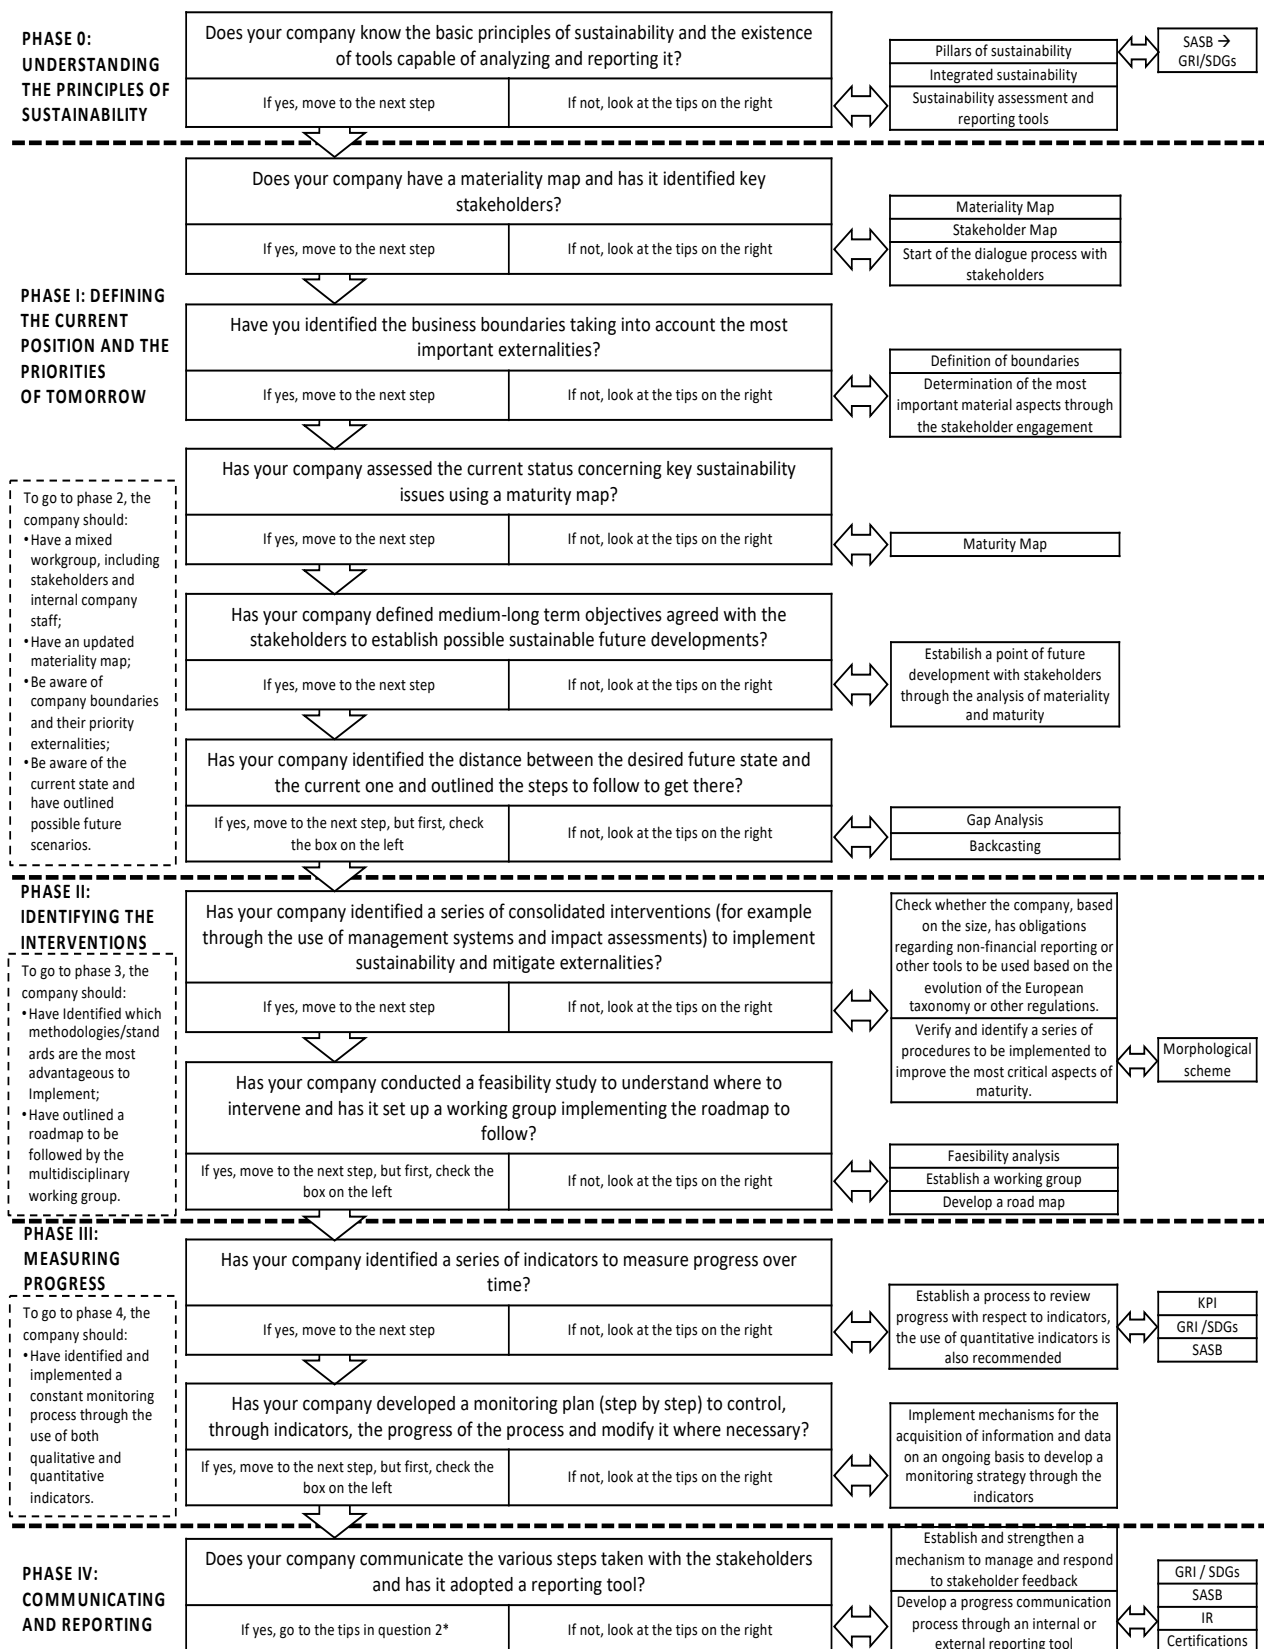 PHASE 0:
UNDERSTANDING
THE PRINCIPLES OF
SUSTAINABILITY
Does your company know the basic principles of sustainability and the existence
of tools capable of analyzing and reporting it?
If yes, move to the next step
If not, look at the tips on the right
Pillars of sustainability
Integrated sustainability
Sustainability assessment and
reporting tools
SASB →
GRI/SDGs
PHASE I: DEFINING
THE CURRENT
POSITION AND THE
PRIORITIES
OF TOMORROW
Does your company have a materiality map and has it identified key
stakeholders?
If yes, move to the next step
If not, look at the tips on the right
Materiality Map
Stakeholder Map
Start of the dialogue process with
stakeholders
Have you identified the business boundaries taking into account the most
important externalities?
If yes, move to the next step
If not, look at the tips on the right
Definition of boundaries
Determination of the most
important material aspects through
the stakeholder engagement
Has your company assessed the current status concerning key sustainability
issues using a maturity map?
If yes, move to the next step
If not, look at the tips on the right
Maturity Map
To go to phase 2, the
company should:
•Have a mixed
workgroup, including
stakeholders and
internal company
staff;
•Have an updated
materiality map;
•Be aware of
company boundaries
and their priority
externalities;
•Be aware of the
current state and
have outlined
possible future
scenarios.
Has your company defined medium-long term objectives agreed with the
stakeholders to establish possible sustainable future developments?
If yes, move to the next step
If not, look at the tips on the right
Estabilish a point of future
development with stakeholders
through the analysis of materiality
and maturity
Has your company identified the distance between the desired future state and
the current one and outlined the steps to follow to get there?
If yes, move to the next step, but first, check
the box on the left
If not, look at the tips on the right
Gap Analysis
Backcasting
PHASE II:
IDENTIFYING THE
INTERVENTIONS
To go to phase 3, the
company should:
•Have Identified which
methodologies/stand
ards are the most
advantageous to
Implement;
•Have outlined a
roadmap to be
followed by the
multidisciplinary
working group.
Has your company identified a series of consolidated interventions (for example
through the use of management systems and impact assessments) to implement
sustainability and mitigate externalities?
If yes, move to the next step
If not, look at the tips on the right
Check whether the company, based
on the size, has obligations
regarding non-financial reporting or
other tools to be used based on the
evolution of the European
taxonomy or other regulations.
Verify and identify a series of
procedures to be implemented to
improve the most critical aspects of
maturity.
Morphological
scheme
Has your company conducted a feasibility study to understand where to
intervene and has it set up a working group implementing the roadmap to
follow?
If yes, move to the next step, but first, check the
box on the left
If not, look at the tips on the right
Faesibility analysis
Establish a working group
Develop a road map
PHASE III:
MEASURING
PROGRESS
To go to phase 4, the
company should:
•Have identified and
implemented a
constant monitoring
process through the
use of both
qualitative and
quantitative
indicators.
Has your company identified a series of indicators to measure progress over
time?
If yes, move to the next step
If not, look at the tips on the right
Establish a process to review
progress with respect to indicators,
the use of quantitative indicators is
also recommended
KPI
GRI /SDGs
SASB
Has your company developed a monitoring plan (step by step) to control,
through indicators, the progress of the process and modify it where necessary?
If yes, move to the next step, but first, check the
box on the left
If not, look at the tips on the right
Implement mechanisms for the
acquisition of information and data
on an ongoing basis to develop a
monitoring strategy through the
indicators
PHASE IV:
COMMUNICATING
AND REPORTING
Does your company communicate the various steps taken with the stakeholders
and has it adopted a reporting tool?
If yes, go to the tips in question 2*
If not, look at the tips on the right
Establish and strengthen a
mechanism to manage and respond
to stakeholder feedback
Develop a progress communication
process through an internal or
external reporting tool
GRI / SDGs
SASB
IR
Certifications